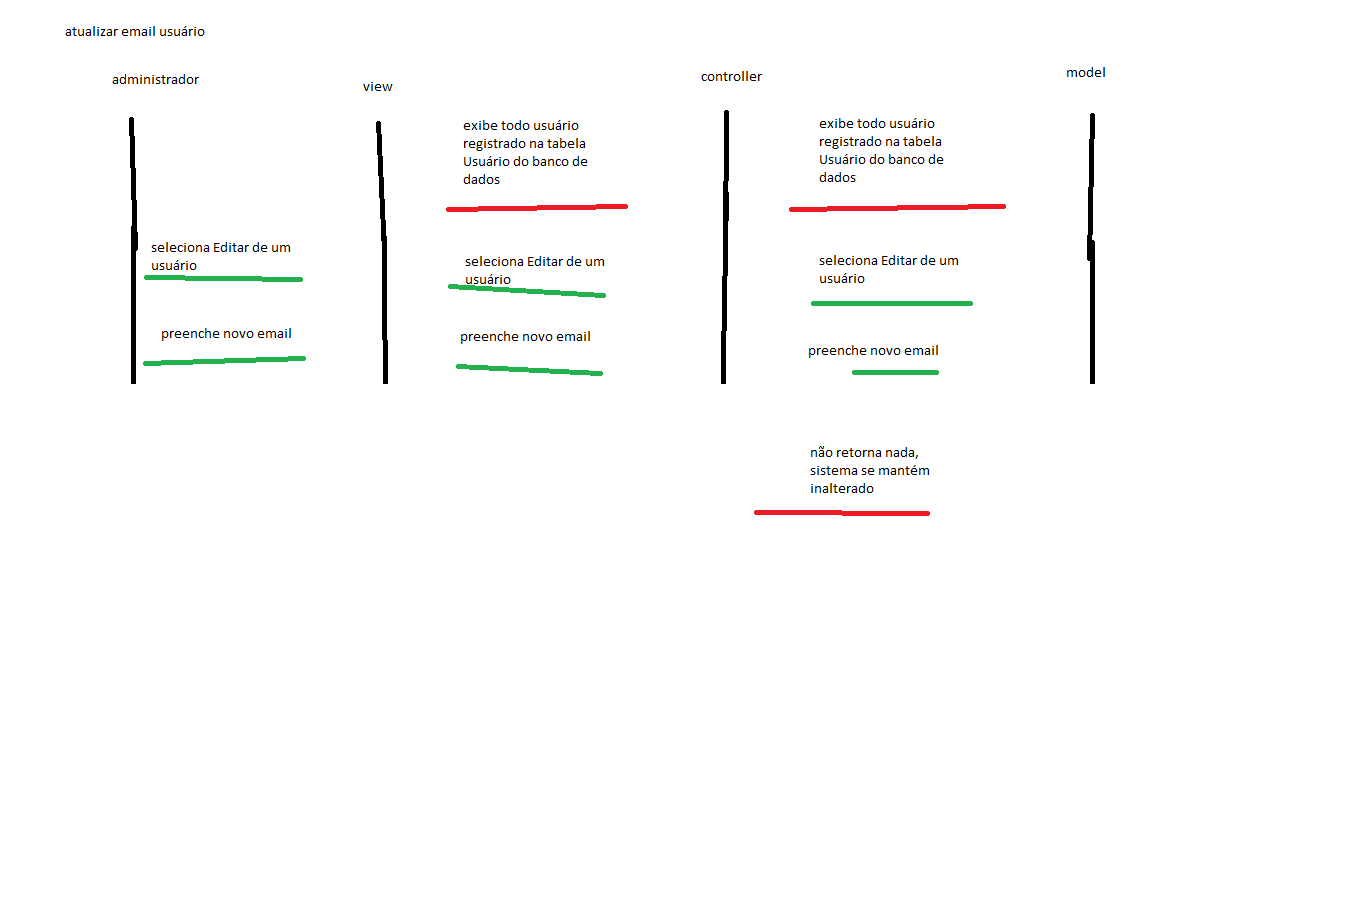 atualizar email usuário
administrador
view
controller
model
exibe todo usuário
registrado na tabela
Usuário do banco de
dados
exibe todo usuário
registrado na tabela
Usuário do banco de
dados
seleciona Editar de um
usuário
seleciona Editar de um
usuário
seleciona Editar de um
usuário
preenche novo email
preenche novo email
preenche novo email
não retorna nada,
sistema se mantém
inalterado